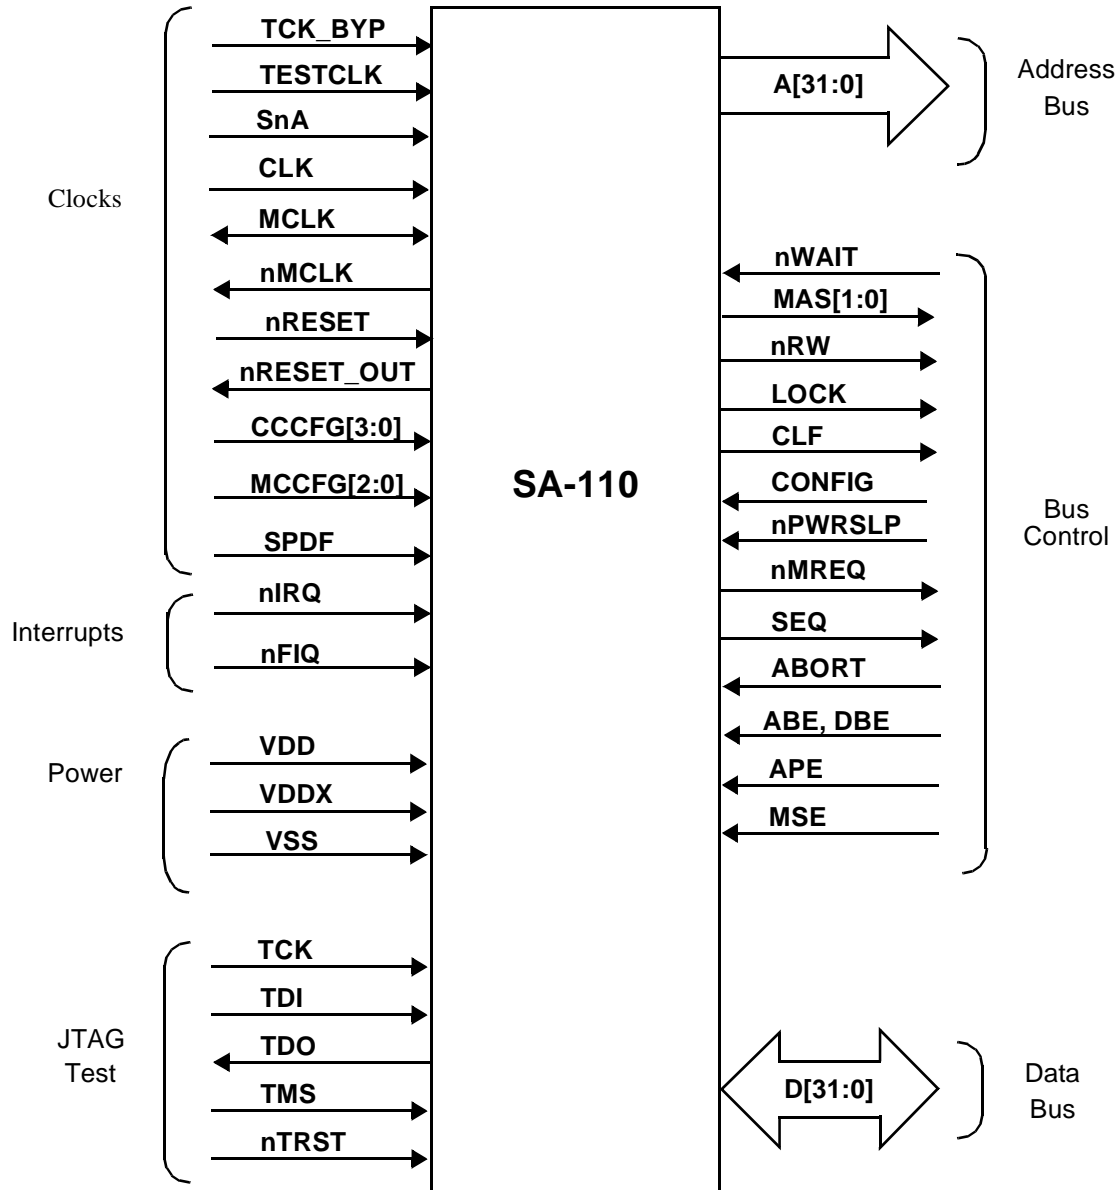 Clocks
TCK_BYP
TESTCLK
SnA
CLK
MCLK
nMCLK
nRESET
nRESET_OUT
CCCFG[3:0]
MCCFG[2:0]
SPDF
Interrupts
nIRQ
nFIQ
Power
VDD
VDDX
VSS
JTAG
Test
TCK
TDI
TDO
TMS
nTRST
SA-110
A[31:0]
Address
Bus
nWAIT
MAS[1:0]
nRW
LOCK
CLF
CONFIG
nPWRSLP
nMREQ
SEQ
ABORT
ABE, DBE
APE
MSE
Bus
Control
D[31:0]
Data
Bus